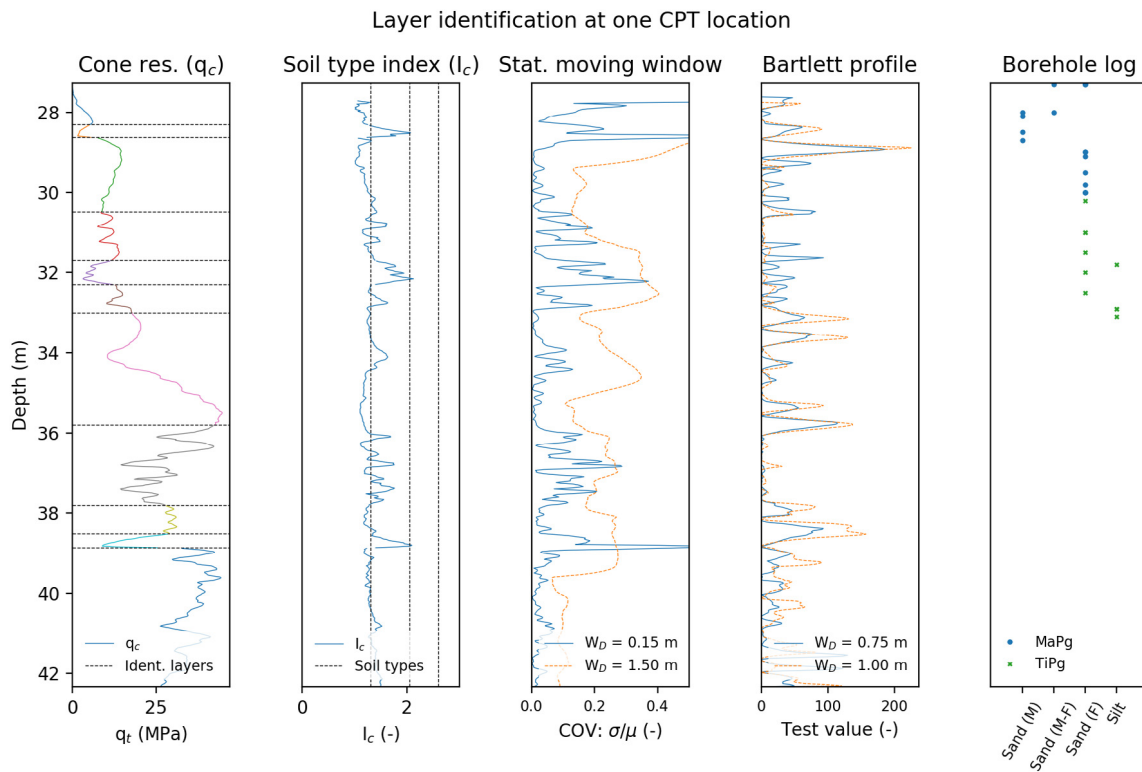 Layer identification at one CPT location
Cone res. (q_c)
Soil type index (I_c)
Stat. moving window
Bartlett profile
Borehole log
Depth (m)
28
30
32
34
36
38
40
42
q_c
Ident. layers
0
25
q_t (MPa)
I_c
Soil types
0
1
2
I_c (-)
W_D = 0.15 m
W_D = 1.50 m
0.0
0.2
0.4
COV: σ/μ (-)
W_D = 0.75 m
W_D = 1.00 m
0
100
200
Test value (-)
MaPg
TiPg
Sand (M)
Sand (M-F)
Sand (F)
Silt